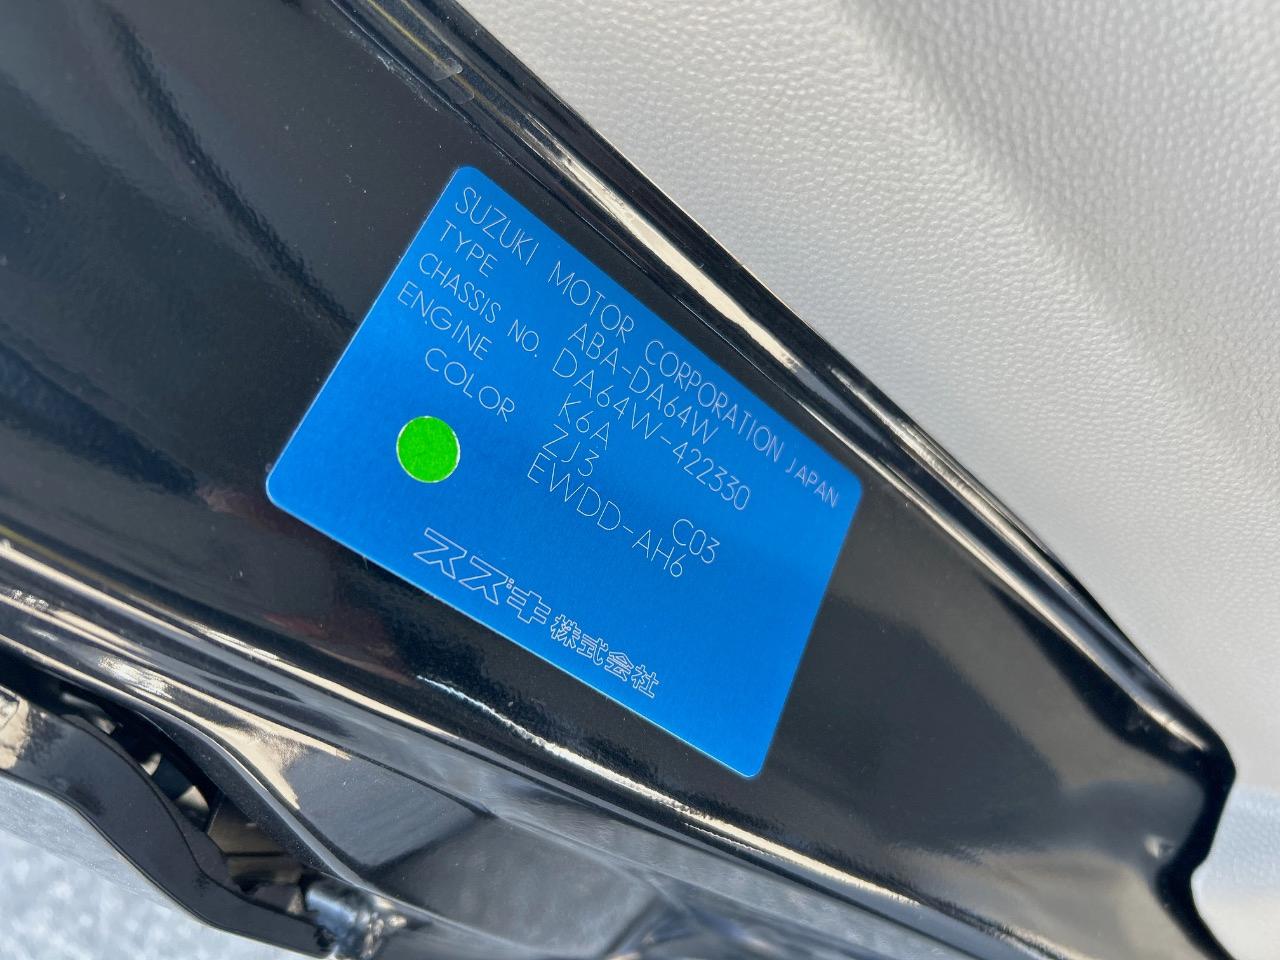 SUZUKI MOTOR CORPORATION JAPAN
TYPE ABA-DA64W
CHASSIS NO. DA64W-422330
ENGINE K6A
COLOR ZJ3 C03
EWDD-AH6
スズキ株式会社